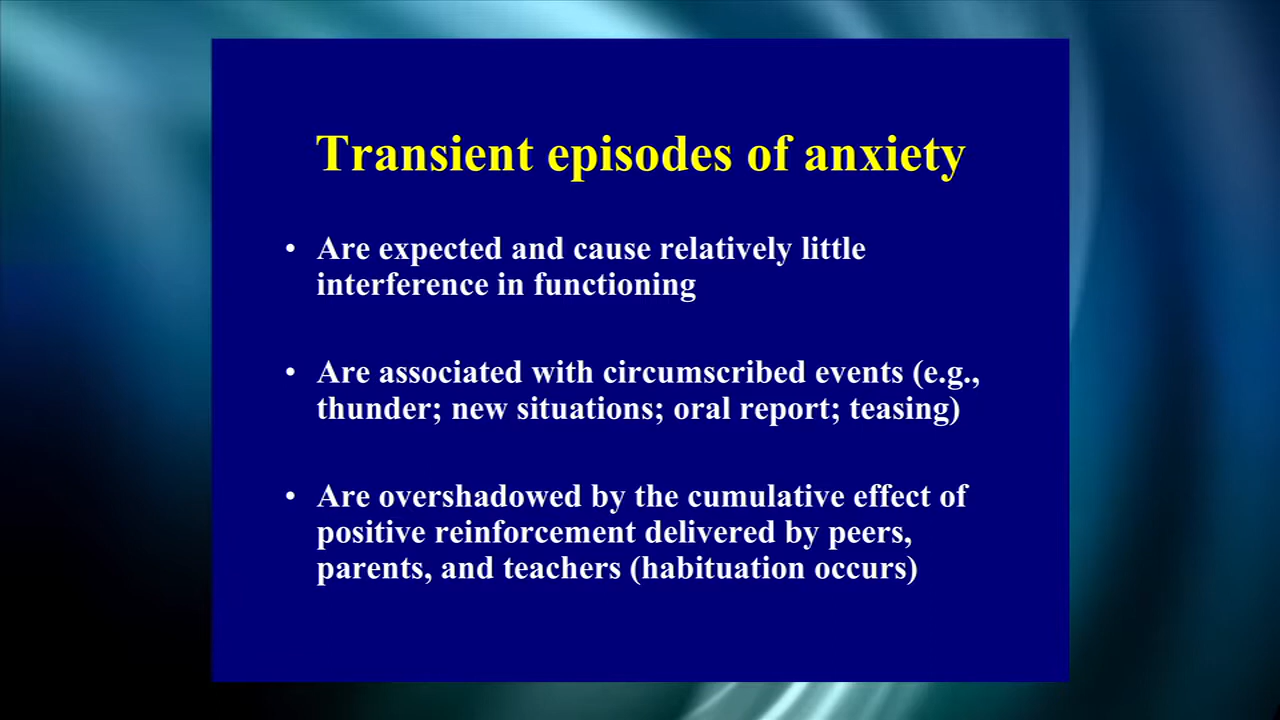 Transient episodes of anxiety
• Are expected and cause relatively little
interference in functioning
• Are associated with circumscribed events (e.g.,
thunder; new situations; oral report; teasing)
• Are overshadowed by the cumulative effect of
positive reinforcement delivered by peers,
parents, and teachers (habituation occurs)